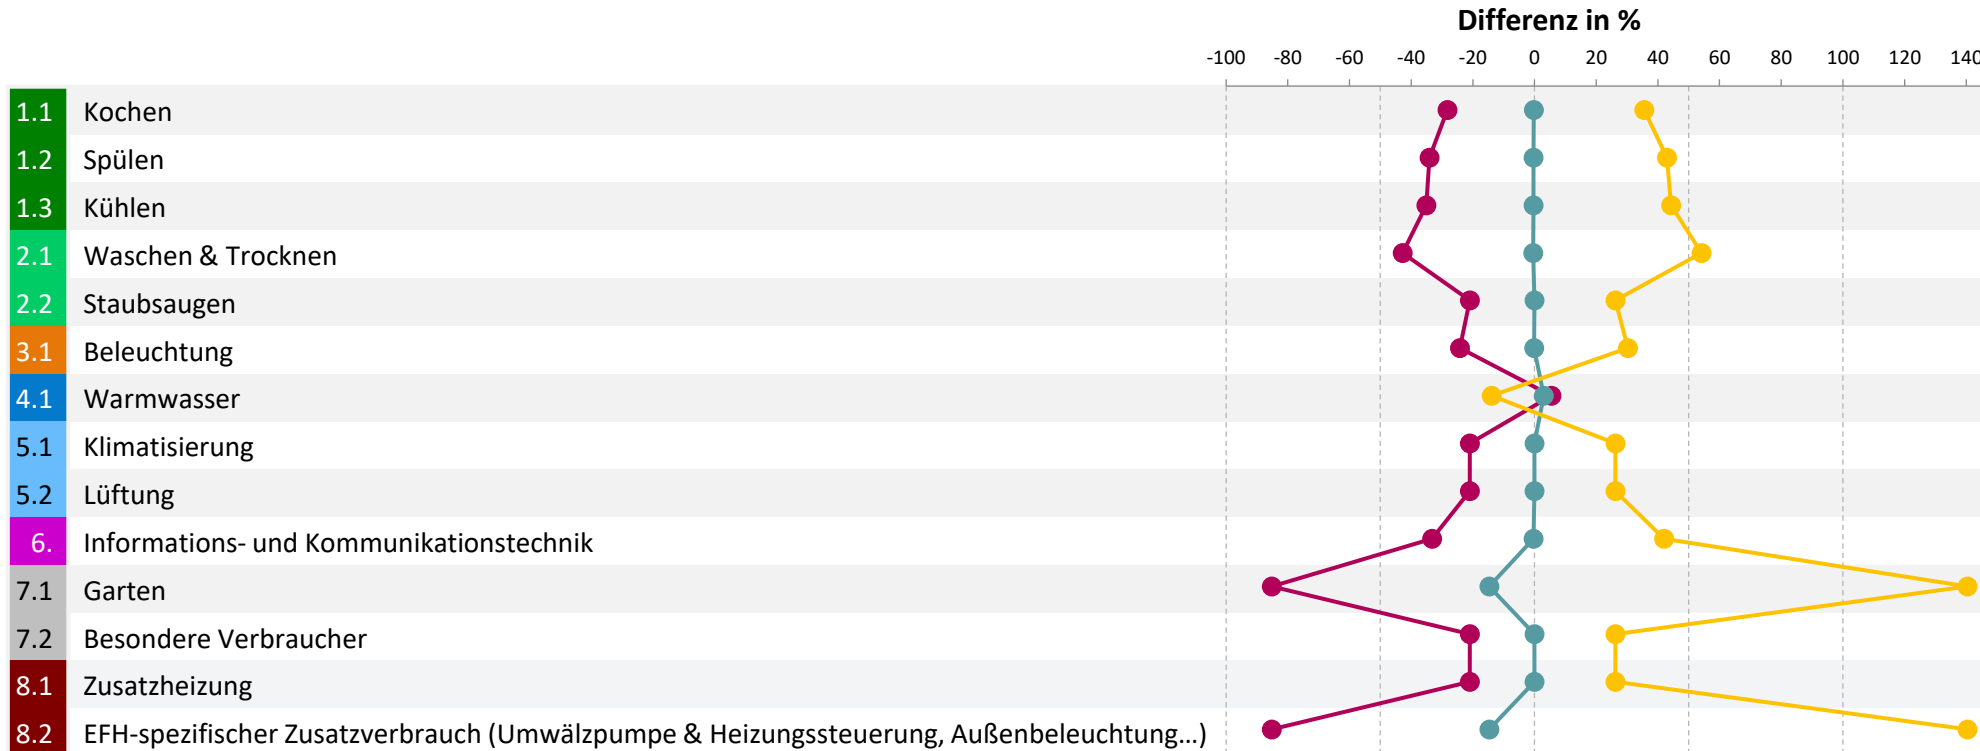 Differenz in %
-100 -80 -60 -40 -20 0 20 40 60 80 100 120 140
1.1 Kochen
1.2 Spülen
1.3 Kühlen
2.1 Waschen & Trocknen
2.2 Staubsaugen
3.1 Beleuchtung
4.1 Warmwasser
5.1 Klimatisierung
5.2 Lüftung
6. Informations- und Kommunikationstechnik
7.1 Garten
7.2 Besondere Verbraucher
8.1 Zusatzheizung
8.2 EFH-spezifischer Zusatzverbrauch (Umwälzpumpe & Heizungssteuerung, Außenbeleuchtung...)